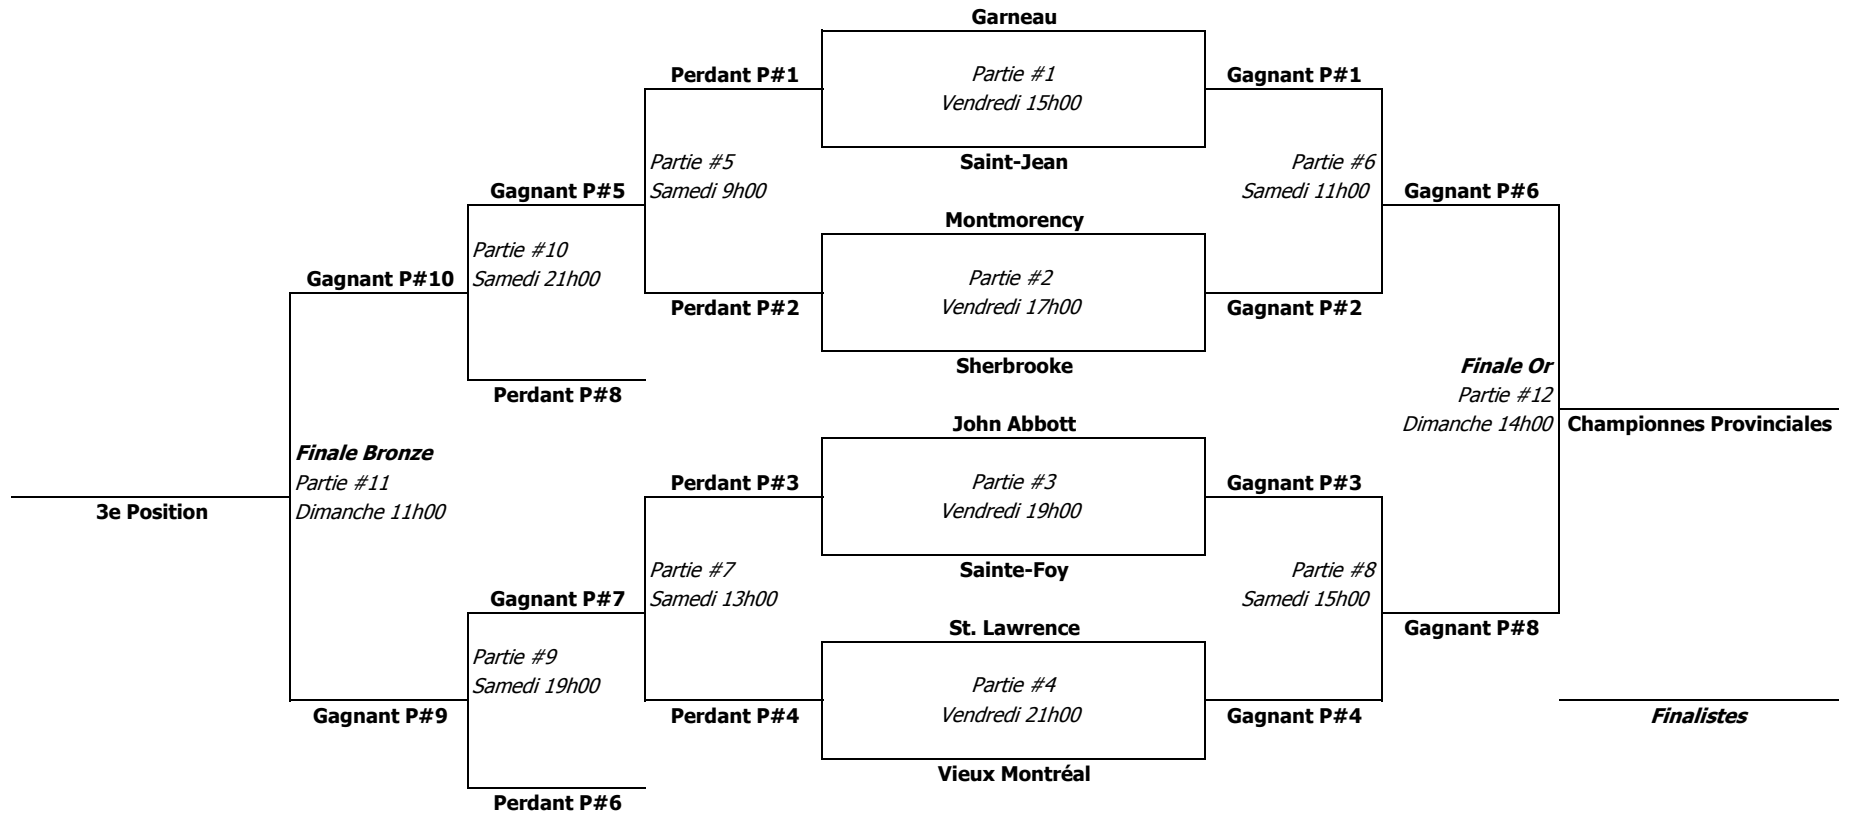 Garneau
Perdant P#1
Partie #1
Vendredi 15h00
Gagnant P#1
Saint-Jean
Partie #5
Samedi 9h00
Partie #6
Samedi 11h00
Gagnant P#5
Gagnant P#6
Montmorency
Partie #10
Samedi 21h00
Gagnant P#10
Partie #2
Vendredi 17h00
Perdant P#2
Gagnant P#2
Sherbrooke
Perdant P#8
Finale Or
Partie #12
Dimanche 14h00
Championnes Provinciales
John Abbott
Finale Bronze
Partie #11
Dimanche 11h00
3e Position
Perdant P#3
Partie #3
Vendredi 19h00
Gagnant P#3
Sainte-Foy
Partie #7
Samedi 13h00
Partie #8
Samedi 15h00
Gagnant P#7
Gagnant P#8
St. Lawrence
Partie #9
Samedi 19h00
Gagnant P#9
Perdant P#4
Partie #4
Vendredi 21h00
Gagnant P#4
Finalistes
Vieux Montréal
Perdant P#6